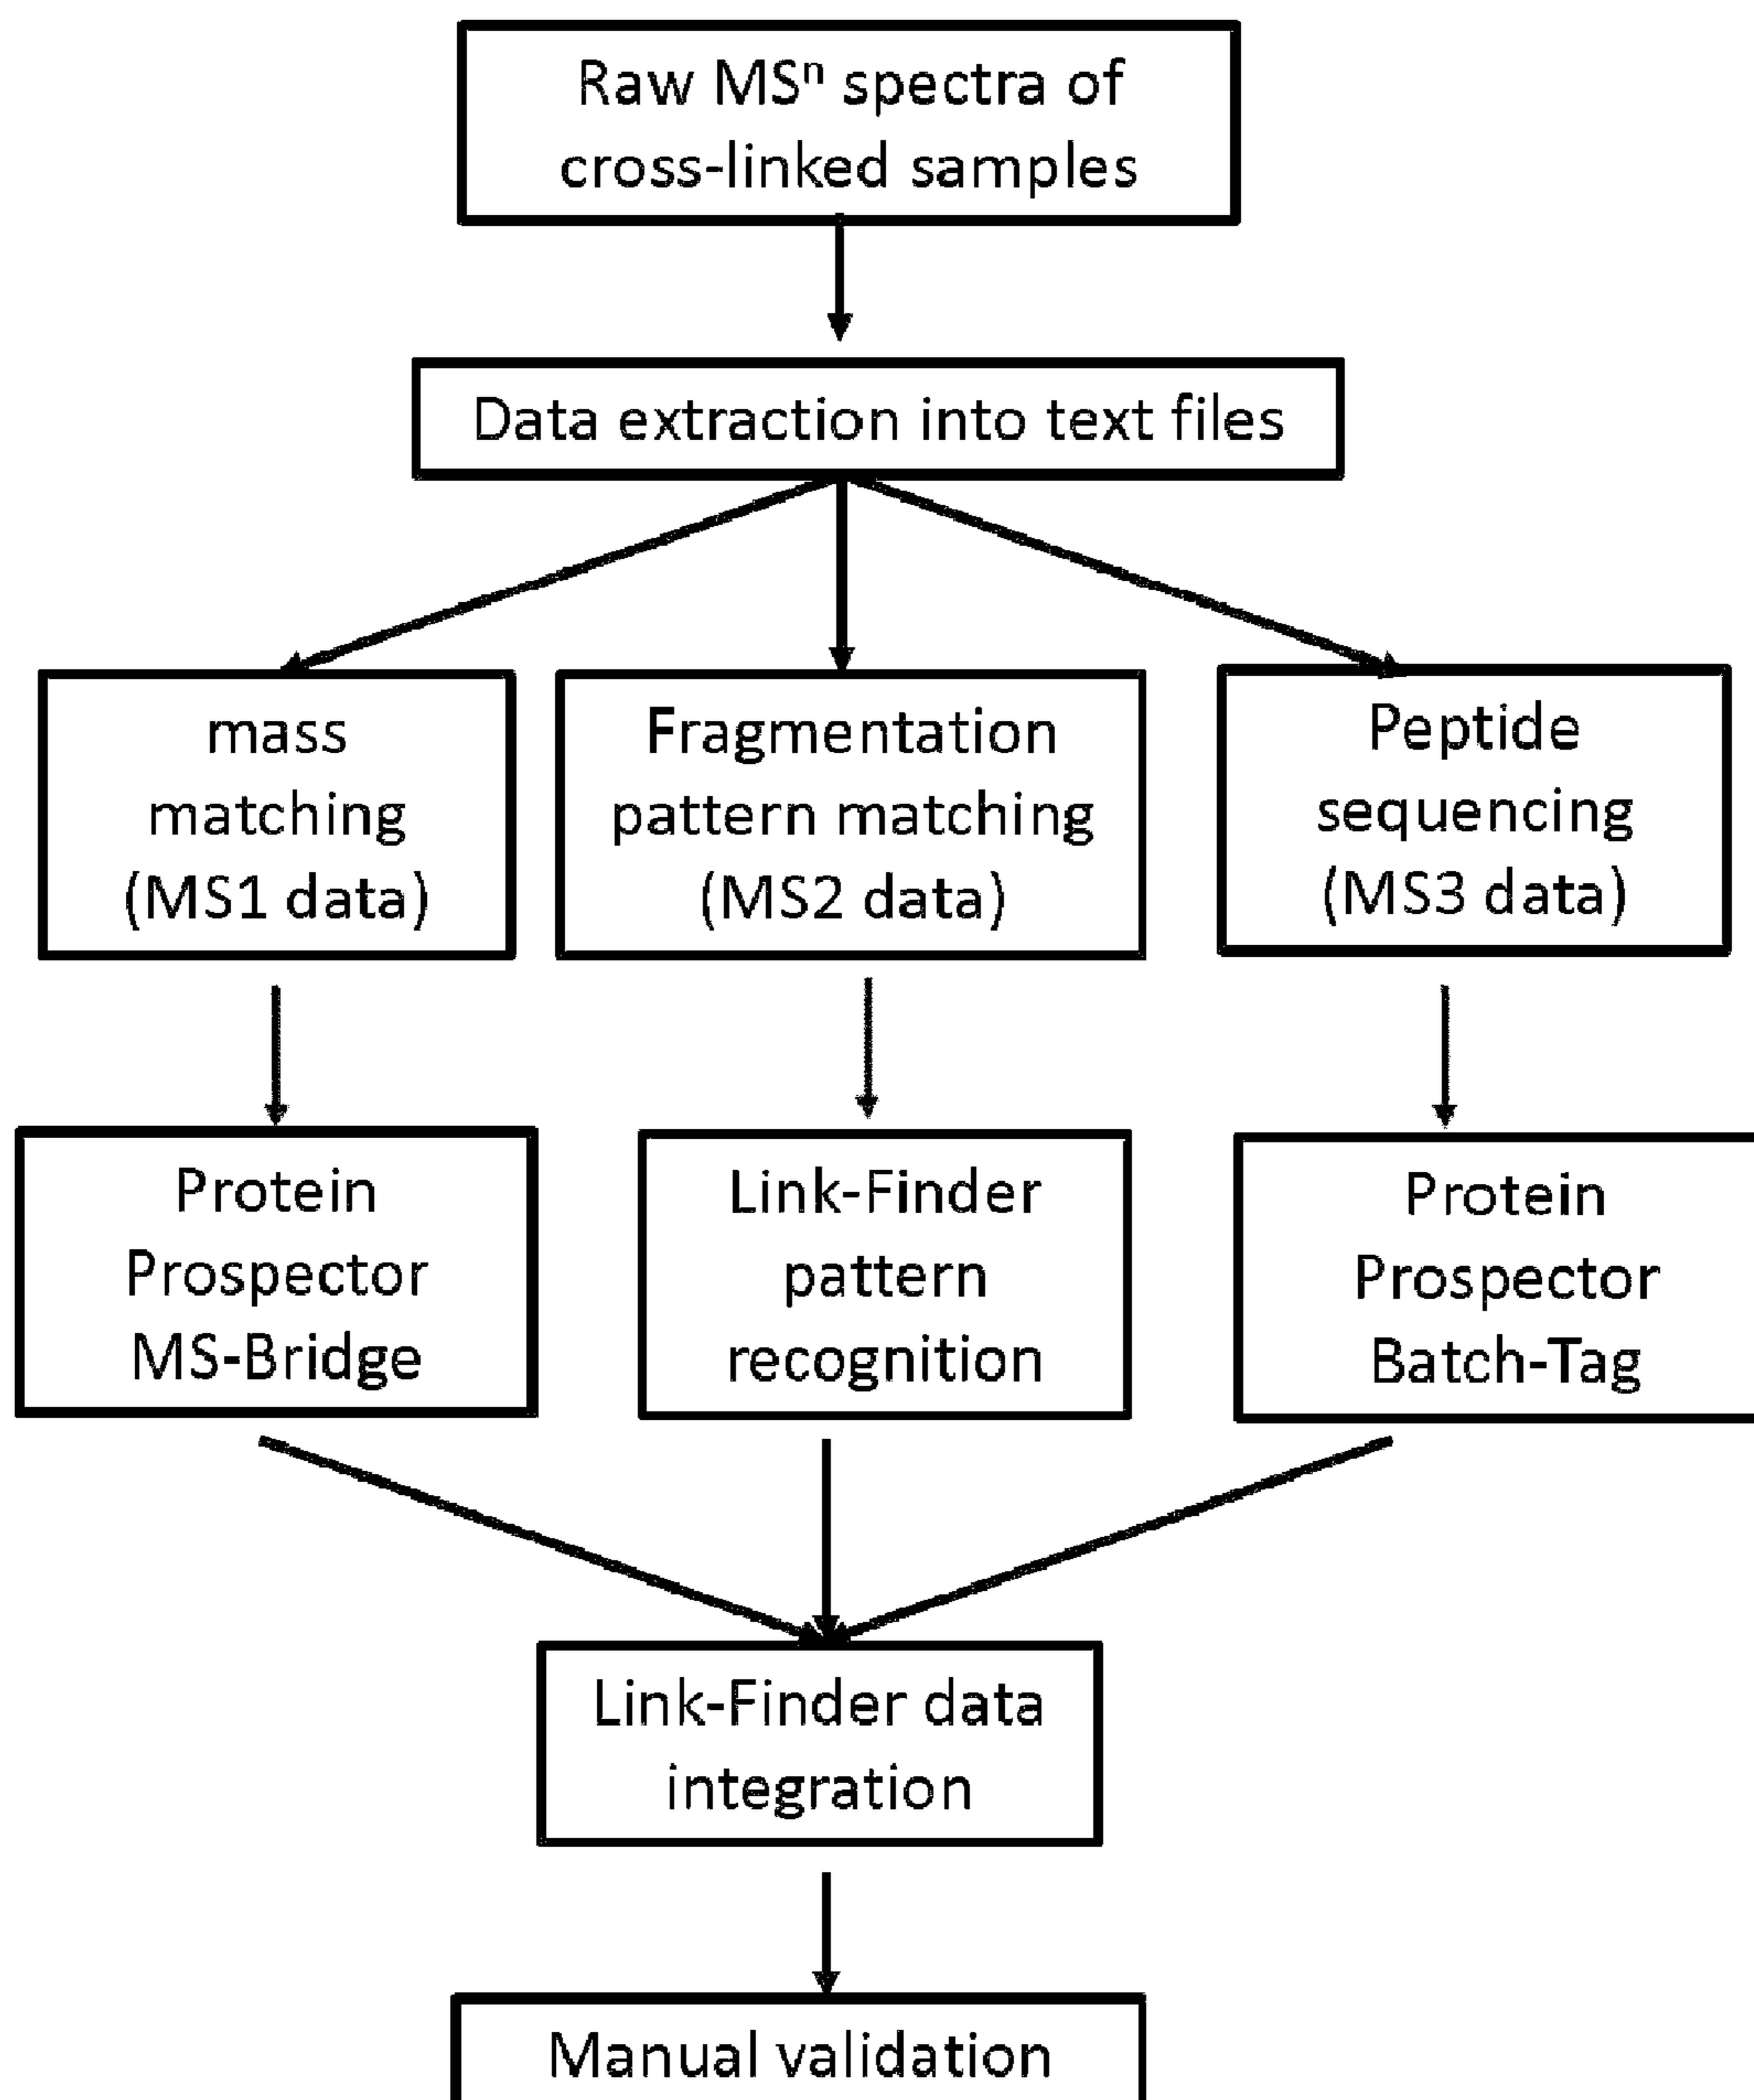 Raw MSⁿ spectra of
cross-linked samples
Data extraction into text files
mass
matching
(MS1 data)
Fragmentation
pattern matching
(MS2 data)
Peptide
sequencing
(MS3 data)
Protein
Prospector
MS-Bridge
Link-Finder
pattern
recognition
Protein
Prospector
Batch-Tag
Link-Finder data
integration
Manual validation